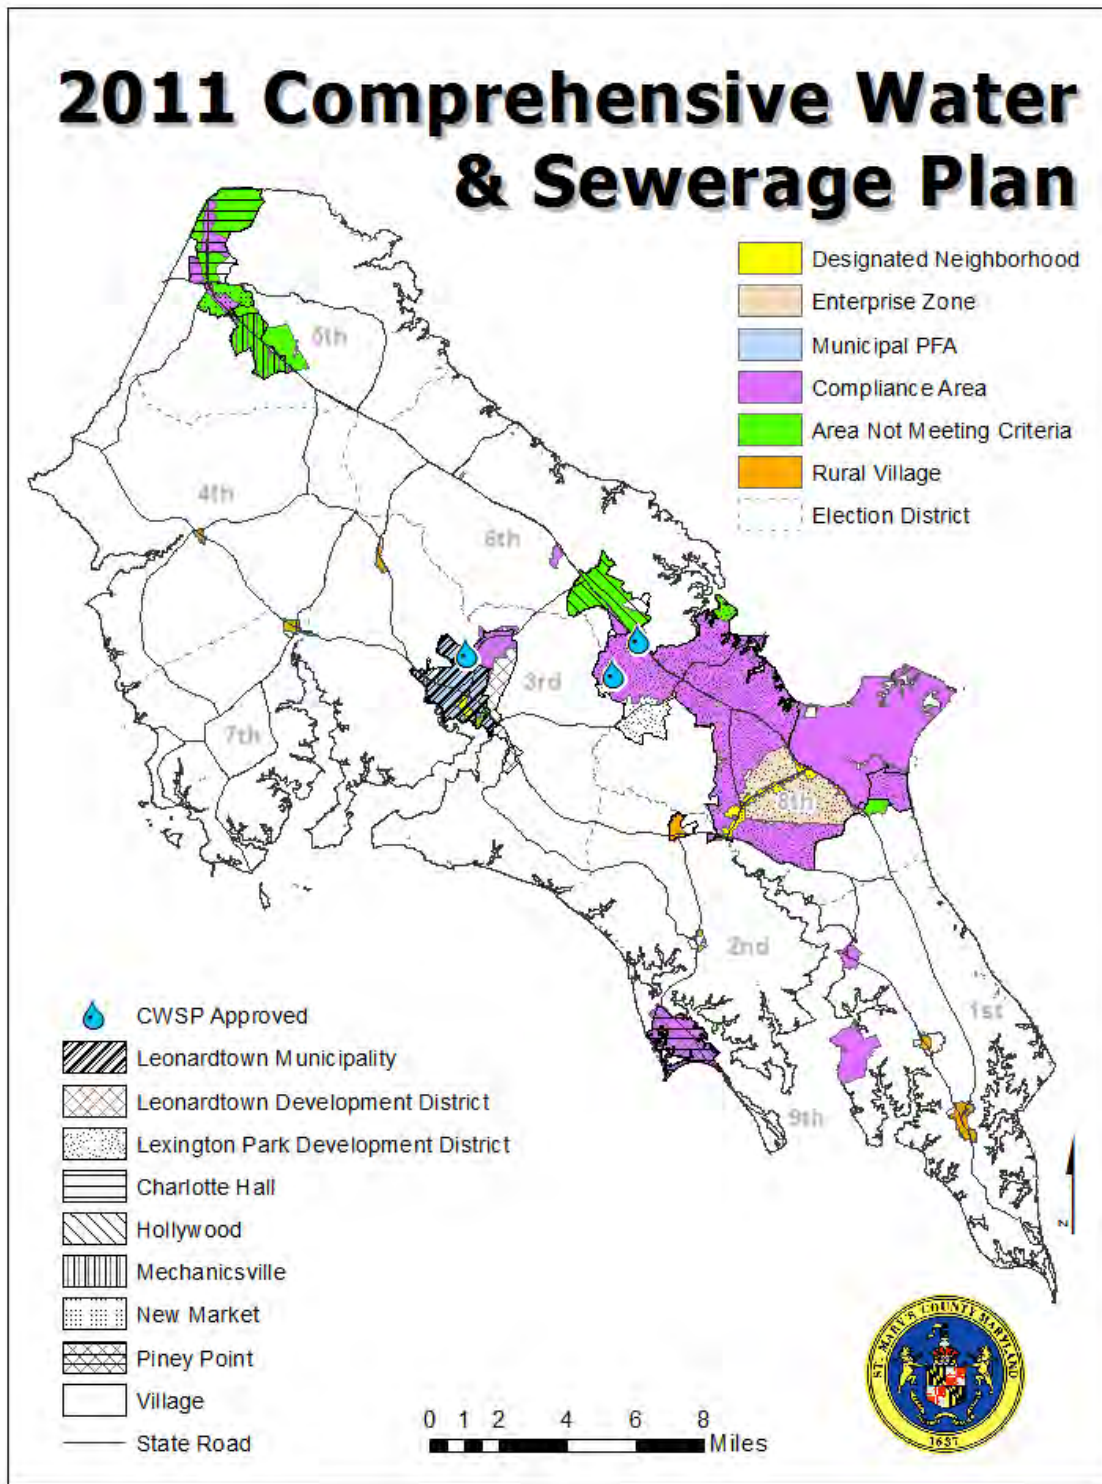 2011 Comprehensive Water
& Sewerage Plan
Designated Neighborhood
Enterprise Zone
Municipal PFA
Compliance Area
Area Not Meeting Criteria
Rural Village
Election District
5th
4th
6th
3rd
7th
8th
2nd
1st
9th
CWSP Approved
Leonardtown Municipality
Leonardtown Development District
Lexington Park Development District
Charlotte Hall
Hollywood
Mechanicsville
New Market
Piney Point
Village
State Road
0 1 2 4 6 8
Miles
N
ST. MARY'S COUNTY MARYLAND
1637